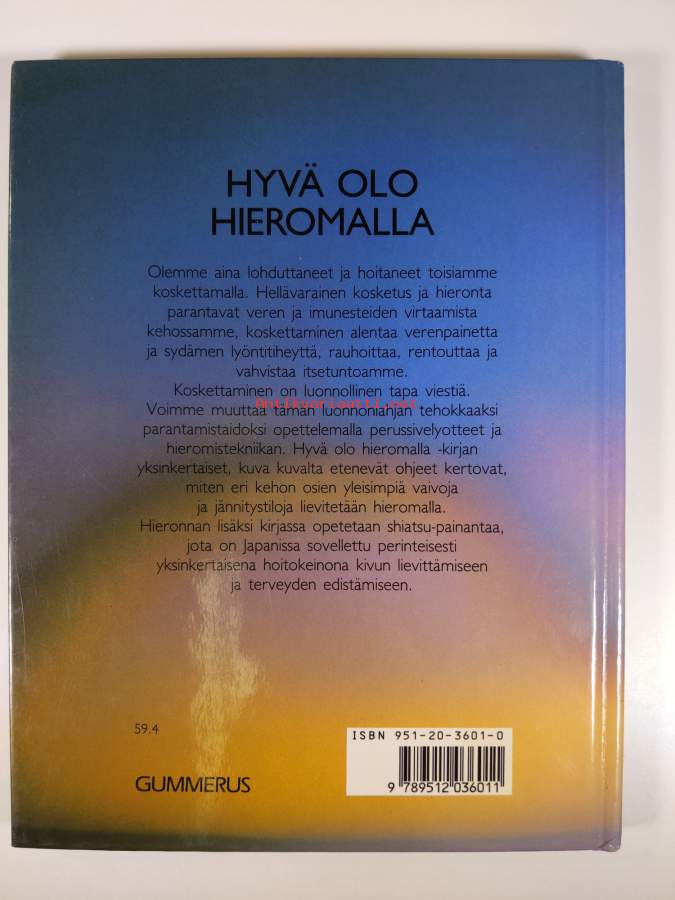 HYVÄ OLO
HIEROMALLA
Olemme aina lohduttaneet ja hoitaneet toisiamme
koskettamalla. Hellävarainen kosketus ja hieronta
parantavat veren ja imunesteiden virtaamista
kehossamme, koskettaminen alentaa verenpainetta
ja sydämen lyöntitiheyttä, rauhoittaa, rentouttaa ja
vahvistaa itsetuntoamme.
Koskettaminen on luonnollinen tapa viestiä.
Antikvariaatti.net
Voimme muuttaa tämän luonnonlahjan tehokkaaksi
parantamistaidoksi opettelemalla perussivelyotteet ja
hieromistekniikan. Hyvä olo hieromalla -kirjan
yksinkertaiset, kuva kuvalta etenevät ohjeet kertovat,
miten eri kehon osien yleisimpiä vaivoja
ja jännitystiloja lievitetään hieromalla.
Hieronnan lisäksi kirjassa opetetaan shiatsu-painantaa,
jota on Japanissa sovellettu perinteisesti
yksinkertaisena hoitokeinona kivun lievittämiseen
ja terveyden edistämiseen.
59.4
ISBN 951-20-3601-0
9 789512 036011
GUMMERUS